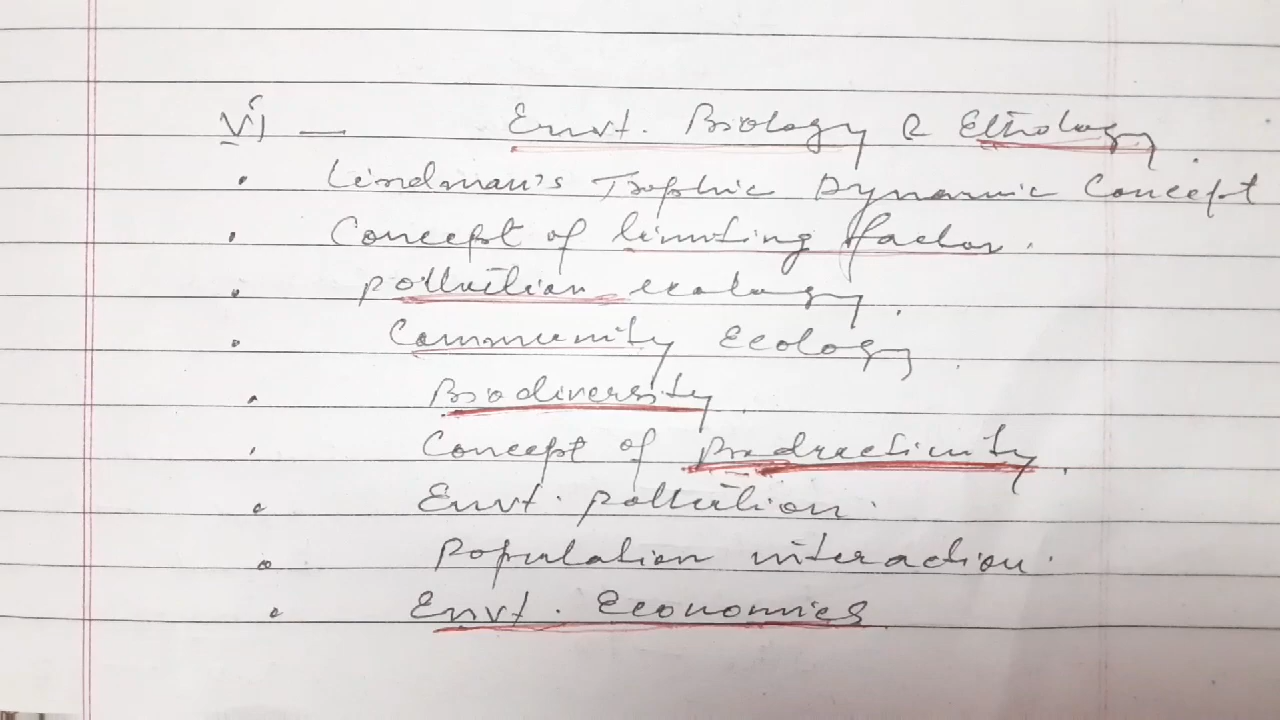 vi — Envt. Biology & Ethology.
• Lindman's Trophic Dynamic Concept
• Concept of limiting factor.
• pollution ecology.
• Community Ecology.
• Biodiversity
• Concept of productivity.
• Envt. pollution.
• Population interaction.
• Envt. Economics